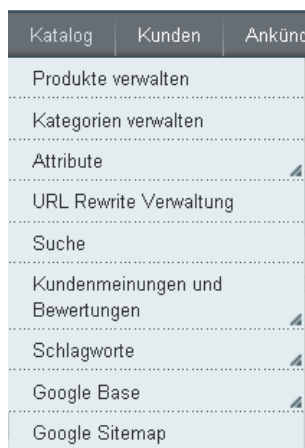 Katalog Kunden
Produkte verwalten
Kategorien verwalten
Attribute
URL Rewrite Verwaltung
Suche
Kundenmeinungen und
Bewertungen
Schlagworte
Google Base
Google Sitemap